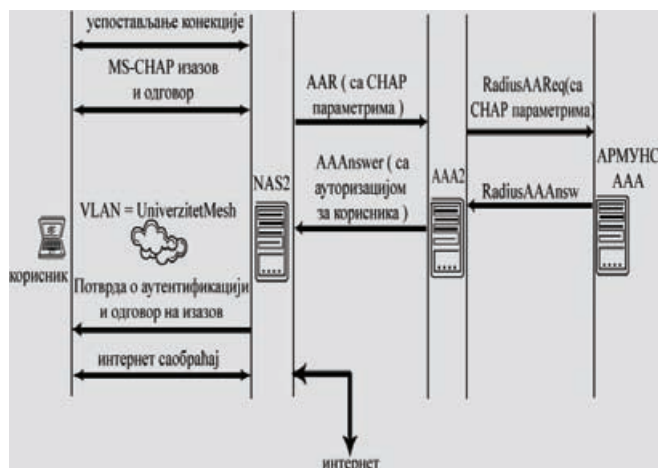 успостављање конекције
MS-CHAP изазов
и одговор
AAR ( са CHAP
параметрима )
RadiusAAReq(са
CHAP параметрима)
NAS2
AAAnswer ( са
ауторизацијом
за корисника )
AAA2
RadiusAAAnsw
АРМУНС
ААА
VLAN = UniverzitetMesh
корисник
Потврда о аутентификацији
и одговор на изазов
интернет саобраћај
интернет